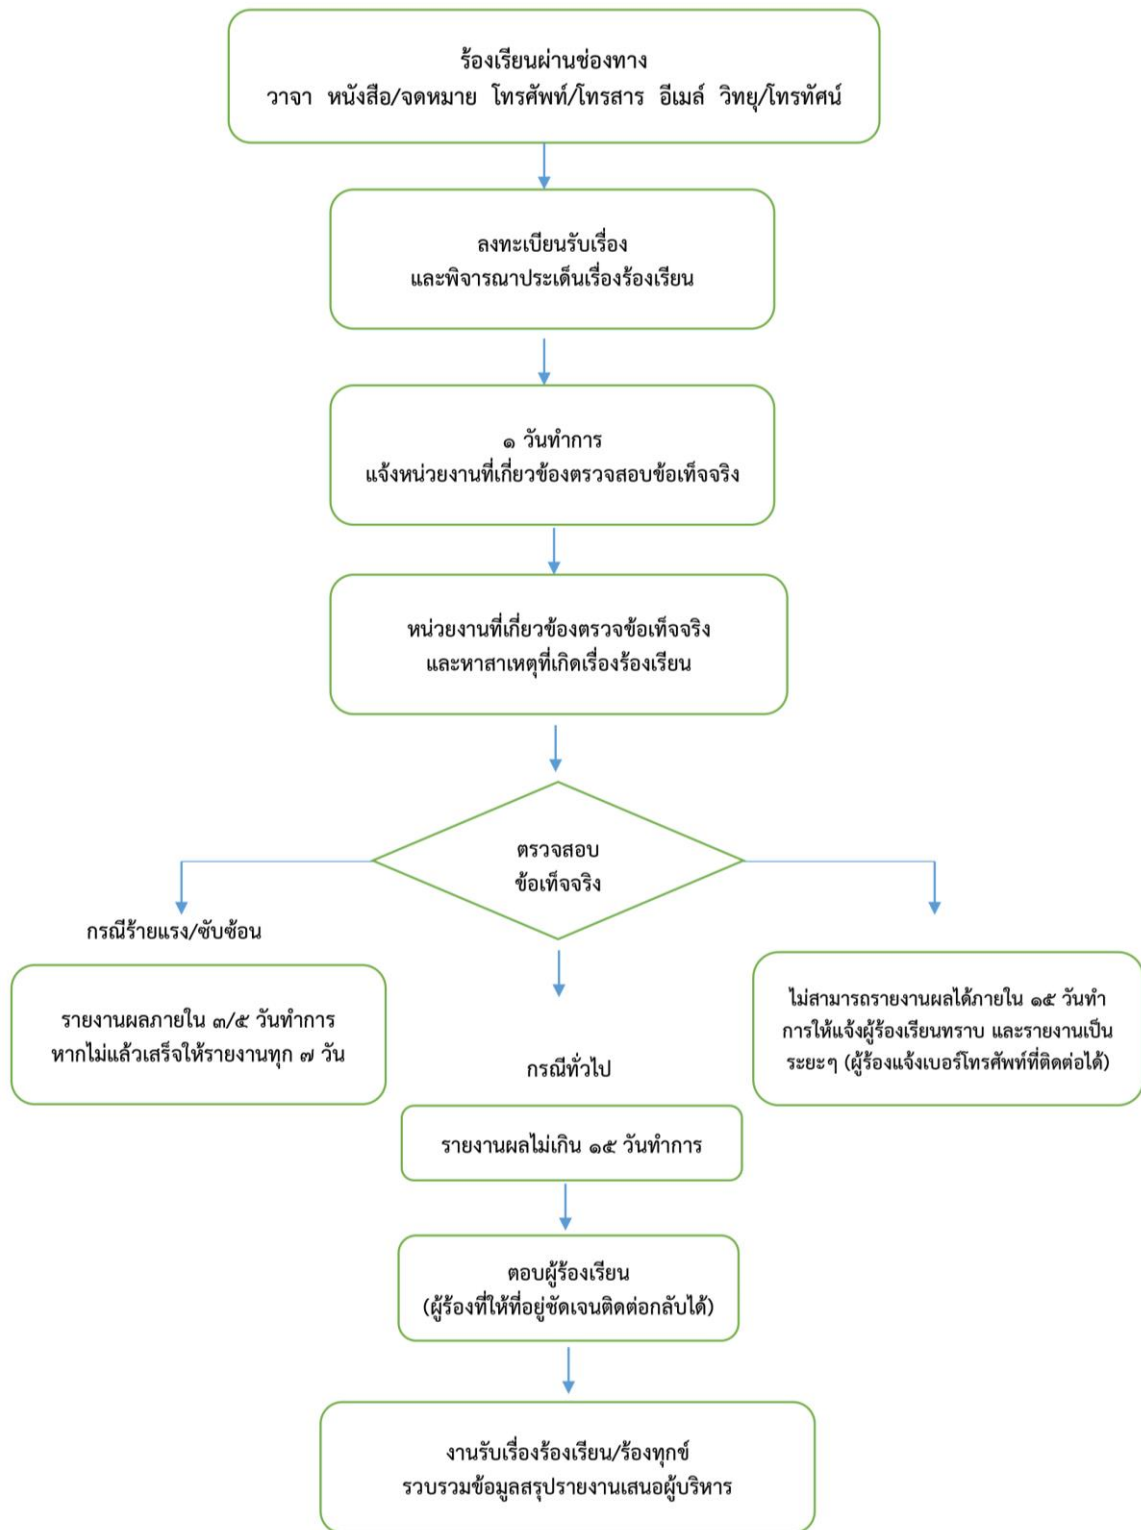 ร้องเรียนผ่านช่องทาง
วาจา หนังสือ/จดหมาย โทรศัพท์/โทรสาร อีเมล์ วิทยุ/โทรทัศน์
ลงทะเบียนรับเรื่อง
และพิจารณาประเด็นเรื่องร้องเรียน
๑ วันทำการ
แจ้งหน่วยงานที่เกี่ยวข้องตรวจสอบข้อเท็จจริง
หน่วยงานที่เกี่ยวข้องตรวจข้อเท็จจริง
และหาสาเหตุที่เกิดเรื่องร้องเรียน
ตรวจสอบ
ข้อเท็จจริง
กรณีร้ายแรง/ซับซ้อน
รายงานผลภายใน ๓/๕ วันทำการ
หากไม่แล้วเสร็จให้รายงานทุก ๗ วัน
ไม่สามารถรายงานผลได้ภายใน ๑๕ วันทำ
การให้แจ้งผู้ร้องเรียนทราบ และรายงานเป็น
ระยะๆ (ผู้ร้องแจ้งเบอร์โทรศัพท์ที่ติดต่อได้)
กรณีทั่วไป
รายงานผลไม่เกิน ๑๕ วันทำการ
ตอบผู้ร้องเรียน
(ผู้ร้องที่ให้ที่อยู่ชัดเจนติดต่อกลับได้)
งานรับเรื่องร้องเรียน/ร้องทุกข์
รวบรวมข้อมูลสรุปรายงานเสนอผู้บริหาร